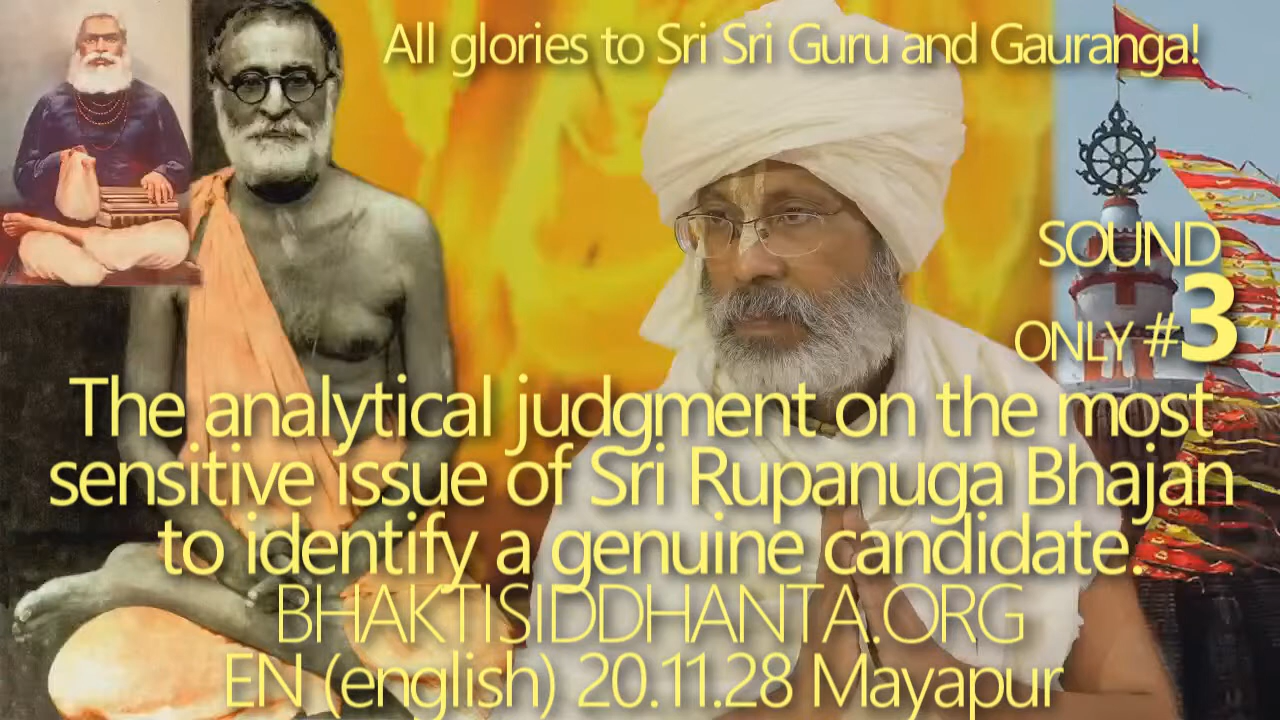 All glories to Sri Sri Guru and Gauranga!
SOUND
ONLY #3
The analytical judgment on the most
sensitive issue of Sri Rupanuga Bhajan
to identify a genuine candidate.
BHAKTISIDDHANTA.ORG
EN (english) 20.11.28 Mayapur